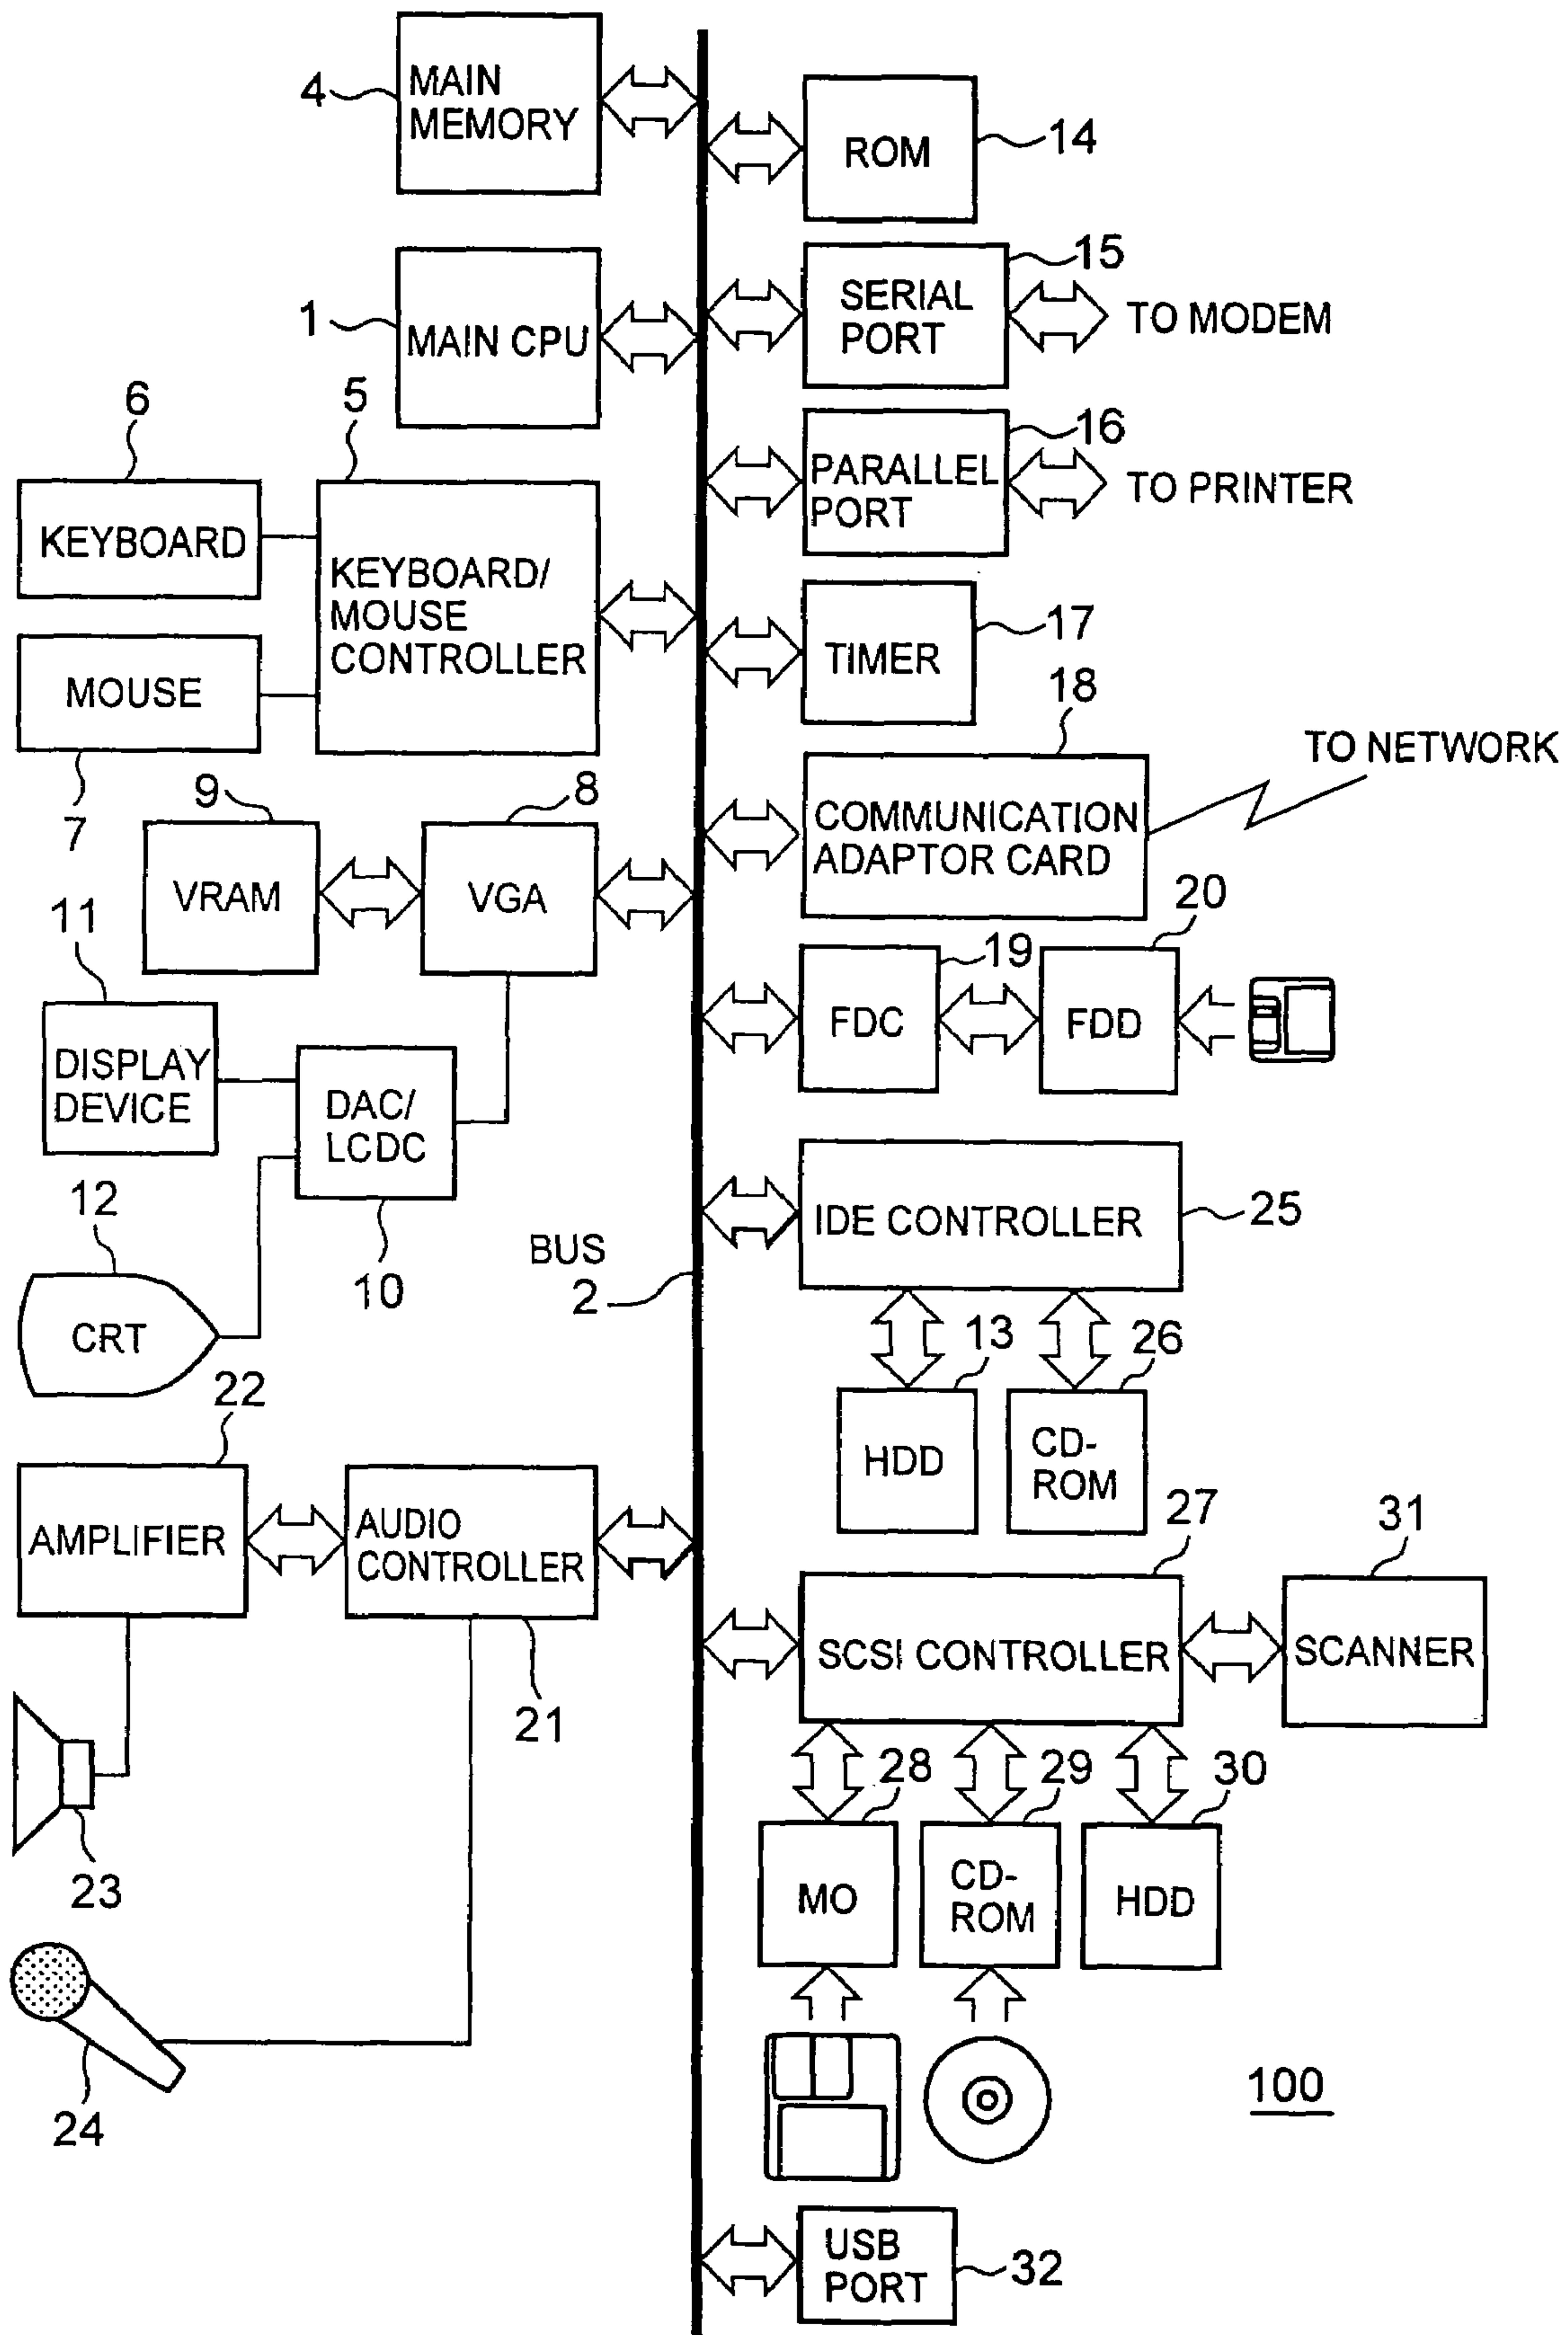 4
MAIN
MEMORY
ROM
14
1
MAIN CPU
SERIAL
PORT
15
TO MODEM
6
5
PARALLEL
PORT
16
TO PRINTER
KEYBOARD
KEYBOARD/
MOUSE
CONTROLLER
MOUSE
7
TIMER
17
18
COMMUNICATION
ADAPTOR CARD
TO NETWORK
9
8
VRAM
VGA
11
DISPLAY
DEVICE
DAC/
LCDC
10
19
20
FDC
FDD
IDE CONTROLLER
25
BUS
2
12
CRT
13
26
HDD
CD-
ROM
22
AMPLIFIER
AUDIO
CONTROLLER
21
27
31
SCSI CONTROLLER
SCANNER
23
28
29
30
MO
CD-
ROM
HDD
24
100
USB
PORT
32